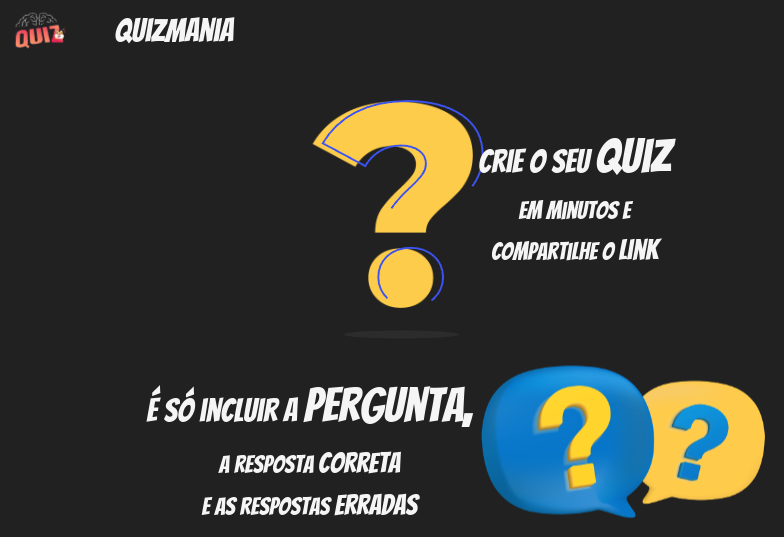 QUIZ
QUIZMANIA
CRIE O SEU QUIZ
EM MINUTOS E
COMPARTILHE O LINK
É SÓ INCLUIR A PERGUNTA,
A RESPOSTA CORRETA
E AS RESPOSTAS ERRADAS